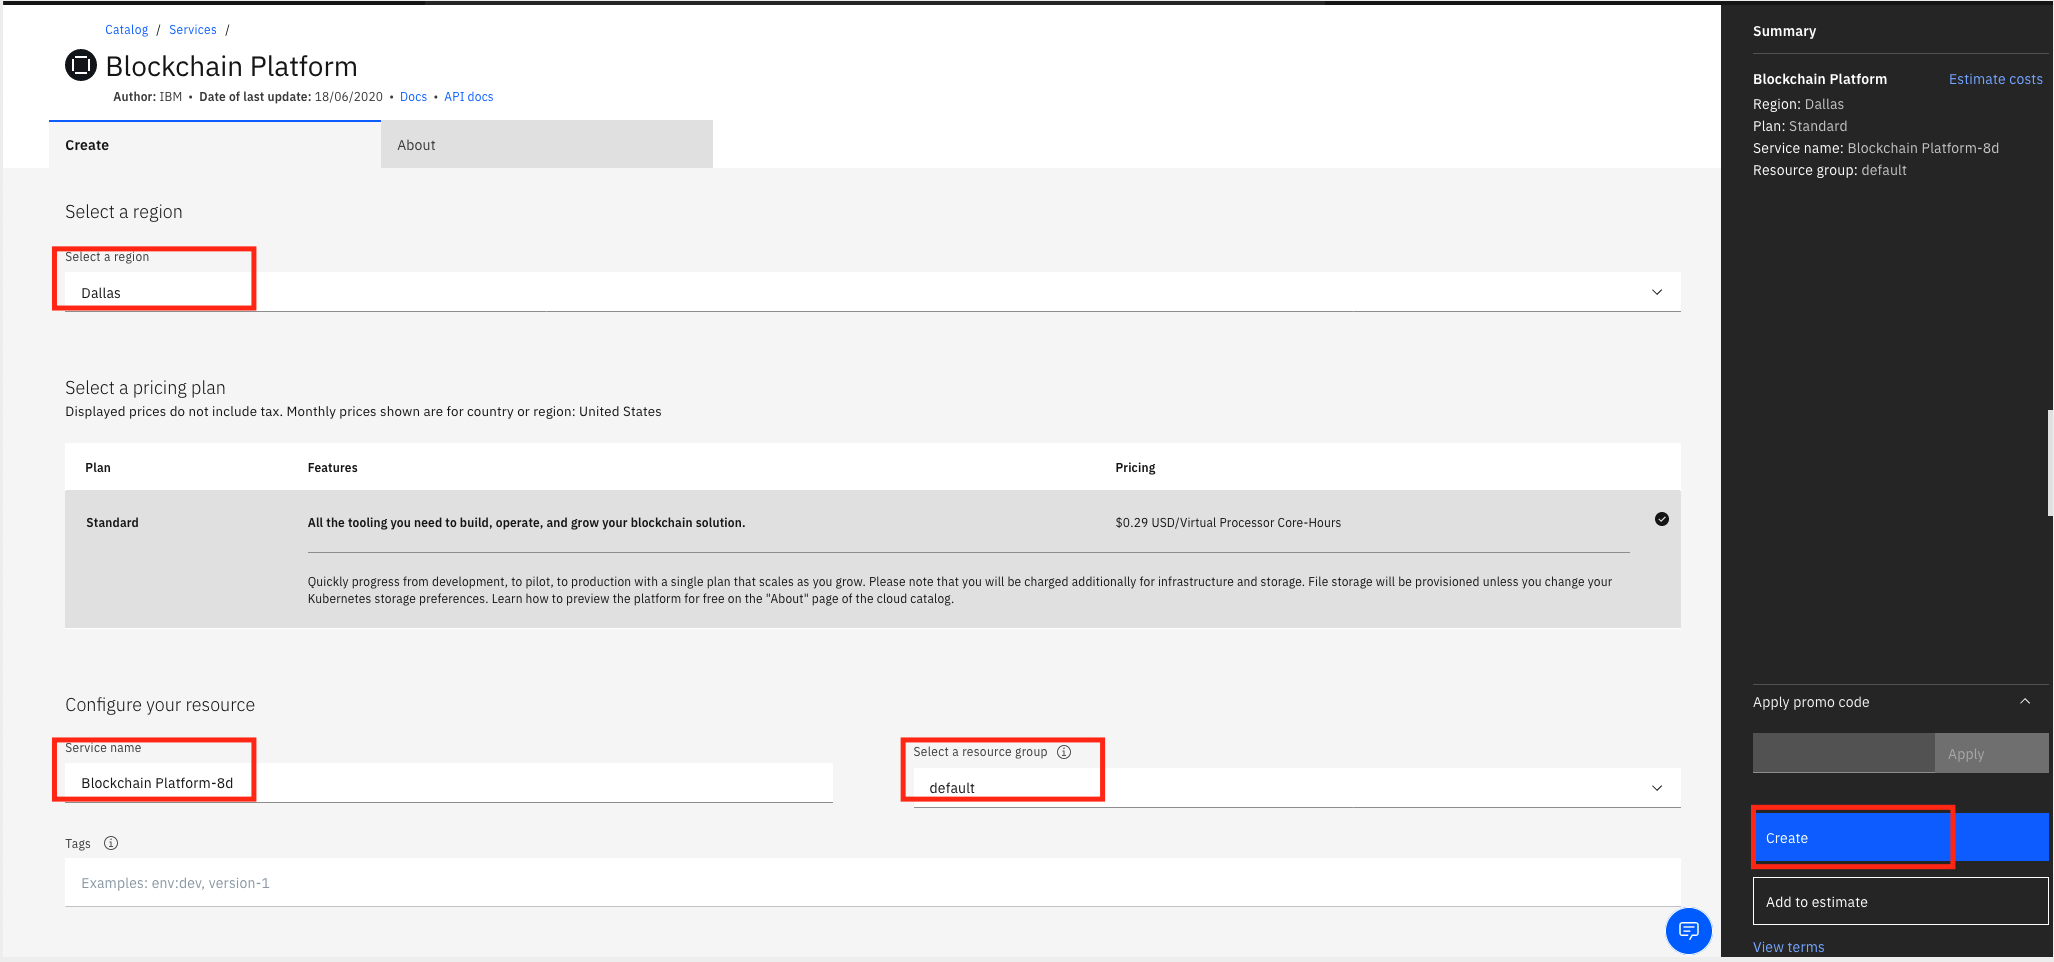 Catalog / Services /
Blockchain Platform
Author: IBM • Date of last update: 18/06/2020 • Docs • API docs
Create
About
Select a region
Select a region
Dallas
Select a pricing plan
Displayed prices do not include tax. Monthly prices shown are for country or region: United States
Plan Features Pricing
Standard All the tooling you need to build, operate, and grow your blockchain solution. $0.29 USD/Virtual Processor Core-Hours
Quickly progress from development, to pilot, to production with a single plan that scales as you grow. Please note that you will be charged additionally for infrastructure and storage. File storage will be provisioned unless you change your
Kubernetes storage preferences. Learn how to preview the platform for free on the "About" page of the cloud catalog.
Configure your resource
Service name
Blockchain Platform-8d
Select a resource group
default
Tags
Examples: env:dev, version-1
Summary
Blockchain Platform Estimate costs
Region: Dallas
Plan: Standard
Service name: Blockchain Platform-8d
Resource group: default
Apply promo code
Apply
Create
Add to estimate
View terms